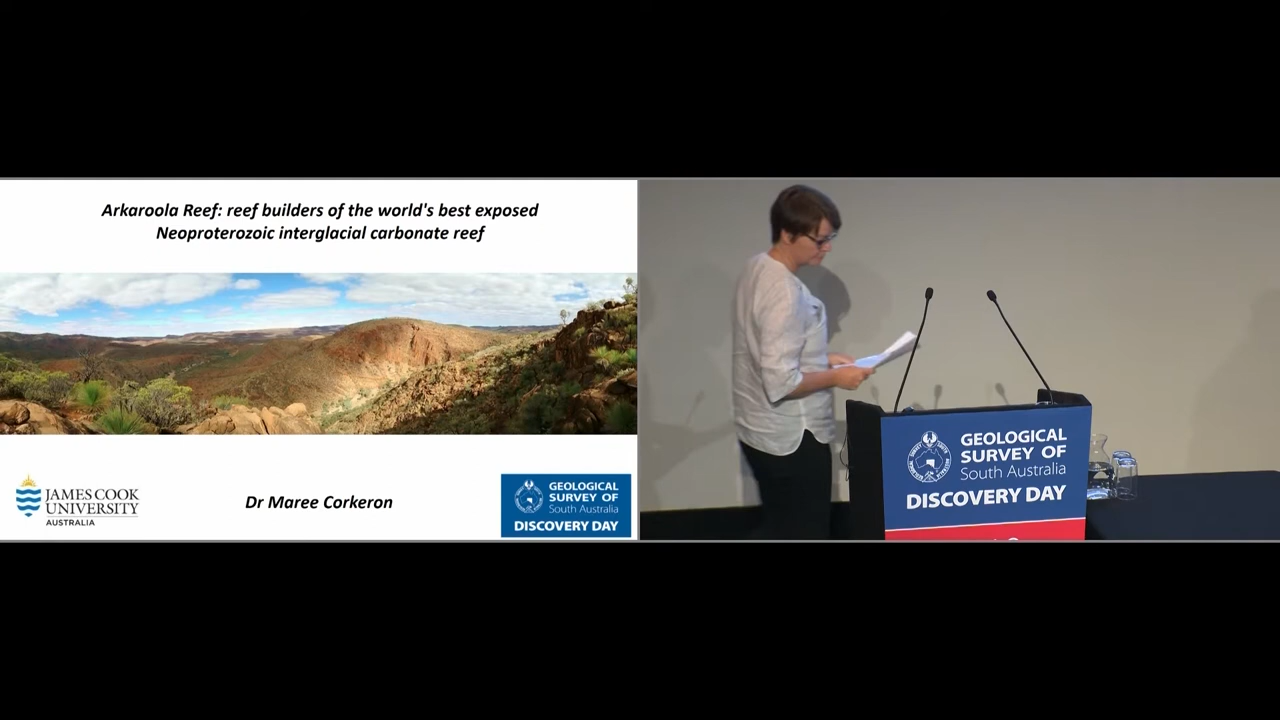 Arkaroola Reef: reef builders of the world's best exposed
Neoproterozoic interglacial carbonate reef
JAMES COOK
UNIVERSITY
AUSTRALIA
Dr Maree Corkeron
GEOLOGICAL
SURVEY OF
South Australia
DISCOVERY DAY
GEOLOGICAL
SURVEY OF
South Australia
DISCOVERY DAY